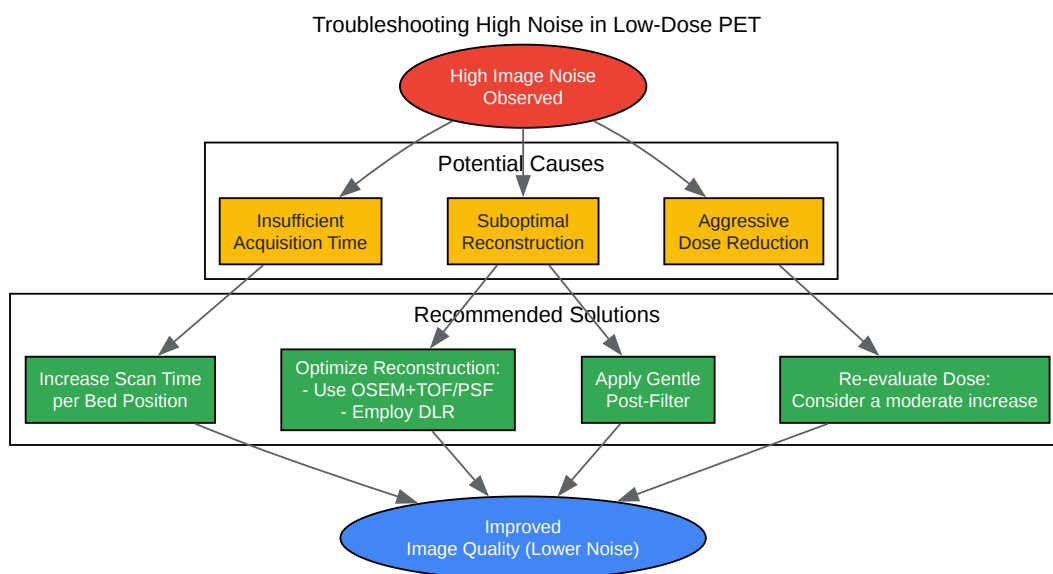 Troubleshooting High Noise in Low-Dose PET
High Image Noise
Observed
Potential Causes
Insufficient
Acquisition Time
Suboptimal
Reconstruction
Aggressive
Dose Reduction
Recommended Solutions
Increase Scan Time
per Bed Position
Optimize Reconstruction:
- Use OSEM+TOF/PSF
- Employ DLR
Apply Gentle
Post-Filter
Re-evaluate Dose:
Consider a moderate increase
Improved
Image Quality (Lower Noise)